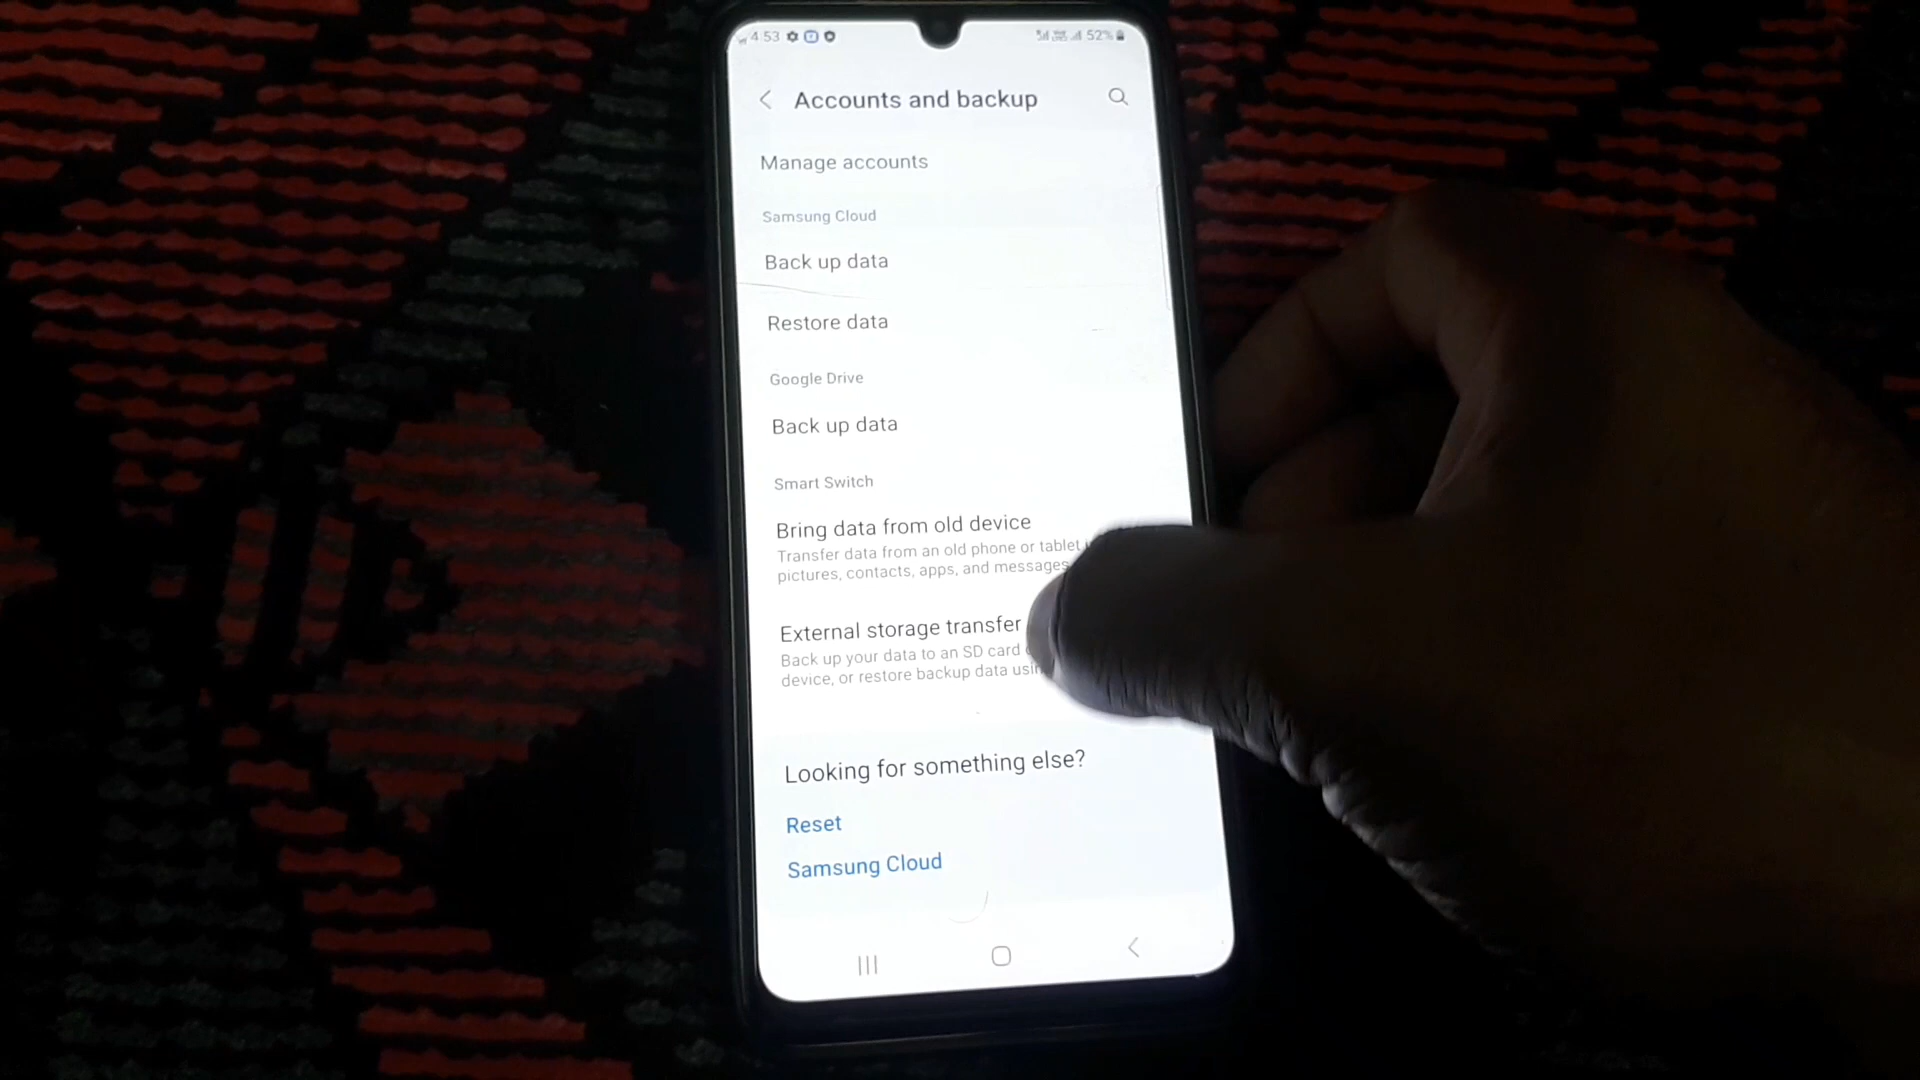 4:53
52%
Accounts and backup
Manage accounts
Samsung Cloud
Back up data
Restore data
Google Drive
Back up data
Smart Switch
Bring data from old device
Transfer data from an old phone or tablet
pictures, contacts, apps, and messages
External storage transfer
Back up your data to an SD card
device, or restore backup data
Looking for something else?
Reset
Samsung Cloud